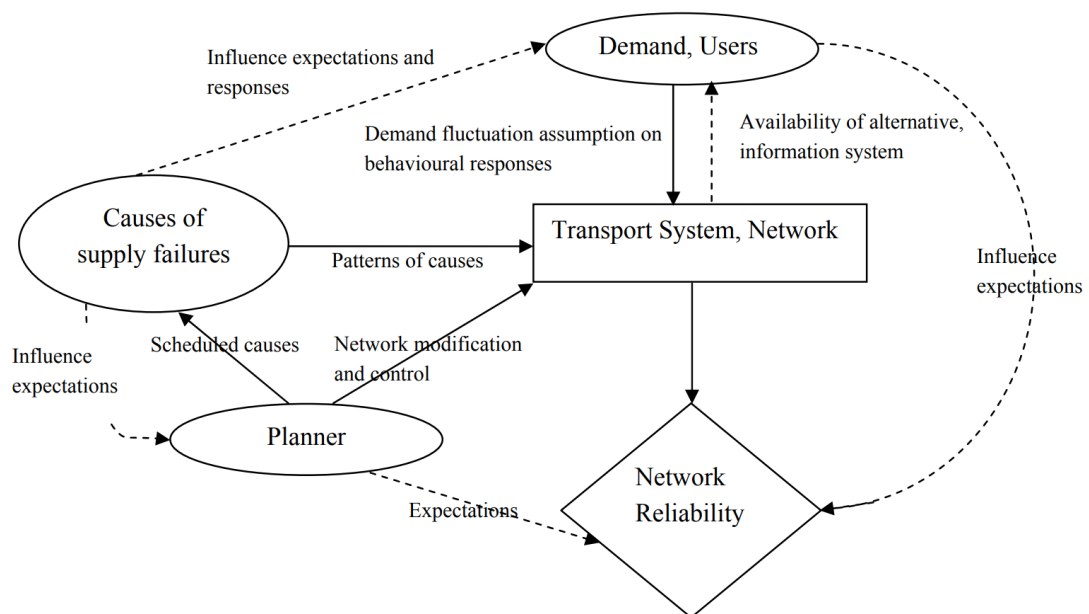 Demand, Users
Influence expectations and
responses
Demand fluctuation assumption on
behavioural responses
Availability of alternative,
information system
Causes of
supply failures
Transport System, Network
Patterns of causes
Influence
expectations
Influence
expectations
Scheduled causes
Network modification
and control
Planner
Network
Reliability
Expectations